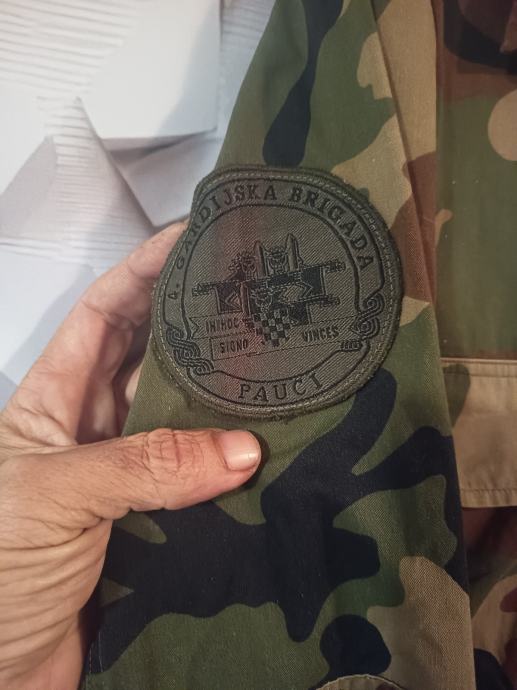 4. GARDIJSKA BRIGADA
IN HOC
SIGNO VINCES
PAUCI